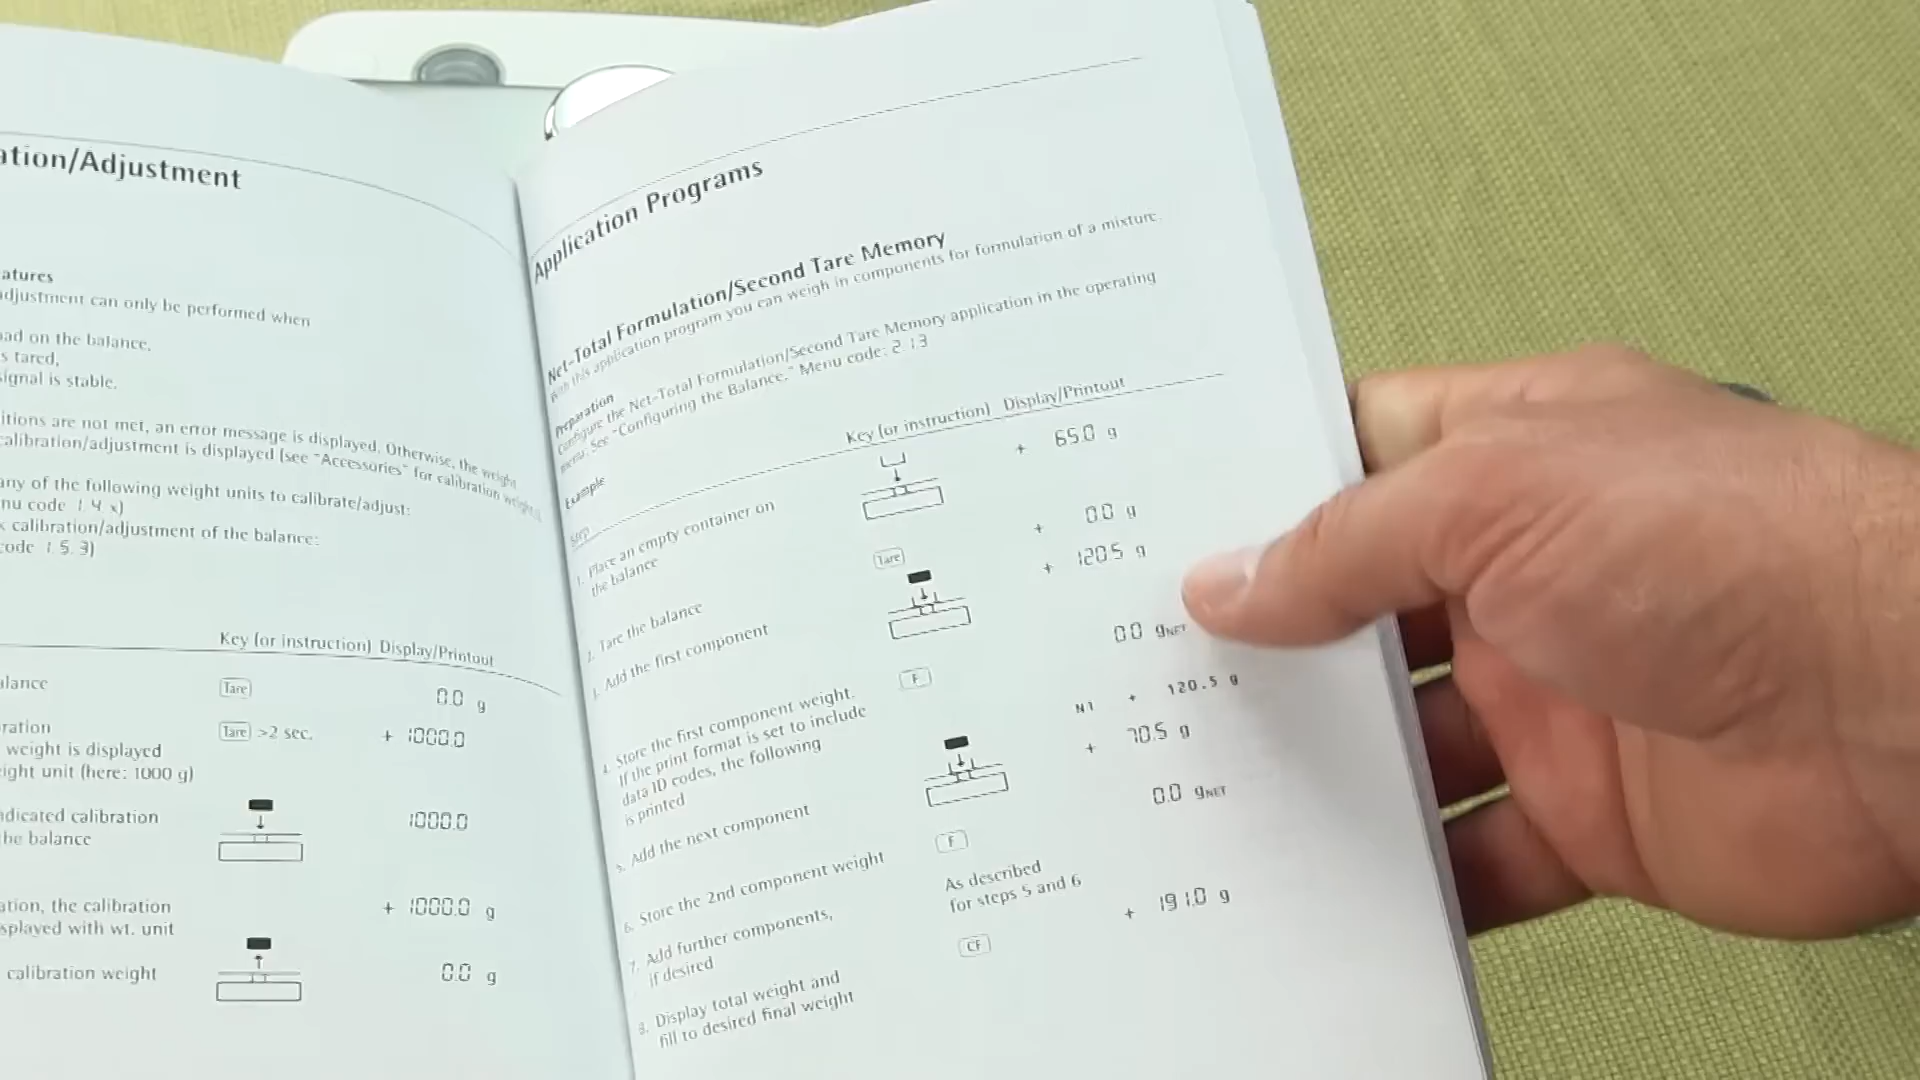 ation/Adjustment
atures
adjustment can only be performed when
ad on the balance,
s tared,
ignal is stable.
itions are not met, an error message is displayed. Otherwise, the weight
calibration/adjustment is displayed (see "Accessories" for calibration weights).
any of the following weight units to calibrate/adjust:
nu code 1. 4. x)
k calibration/adjustment of the balance:
code 1. 5. 3)
Key (or instruction) Display/Printout
alance Tare 0.0 g
ration Tare >2 sec. + 1000.0
weight is displayed
ight unit (here: 1000 g)
dicated calibration 1000.0
he balance
ation, the calibration + 1000.0 g
splayed with wt. unit
calibration weight 0.0 g
Application Programs
Net-Total Formulation/Second Tare Memory
With this application program you can weigh in components for formulation of a mixture.
Preparation
Configure the Net-Total Formulation/Second Tare Memory application in the operating
menu. See "Configuring the Balance." Menu code: 2. 1.3
Example
Step Key (or instruction) Display/Printout
1. Place an empty container on + 65.0 g
the balance
2. Tare the balance Tare + 0.0 g
3. Add the first component + 120.5 g
4. Store the first component weight. F 0.0 gNET
If the print format is set to include
data ID codes, the following
is printed N1 + 120.5 g
5. Add the next component + 70.5 g
6. Store the 2nd component weight F 0.0 gNET
7. Add further components, As described
if desired for steps 5 and 6
8. Display total weight and CF + 191.0 g
fill to desired final weight